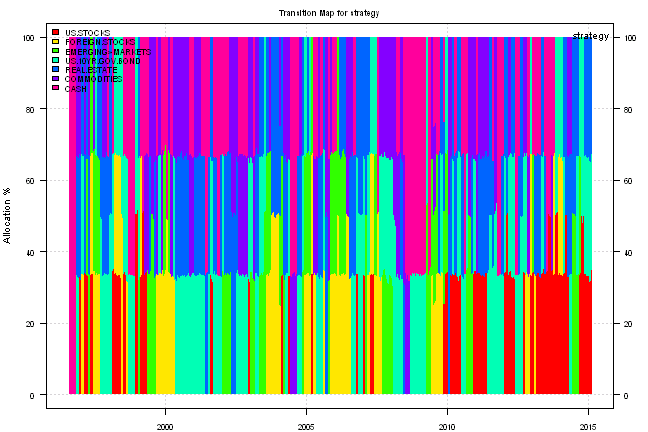 Transition Map for strategy
strategy
US.STOCKS
FOREIGN.STOCKS
EMERGING>MARKETS
US.10YR.GOV.BOND
REAL.ESTATE
COMMODITIES
CASH
Allocation %
100
80
60
40
20
0
100
80
60
40
20
0
2000
2005
2010
2015